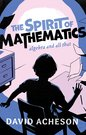 THE SPIRIT OF
MATHEMATICS
algebra and all that
DAVID ACHESON